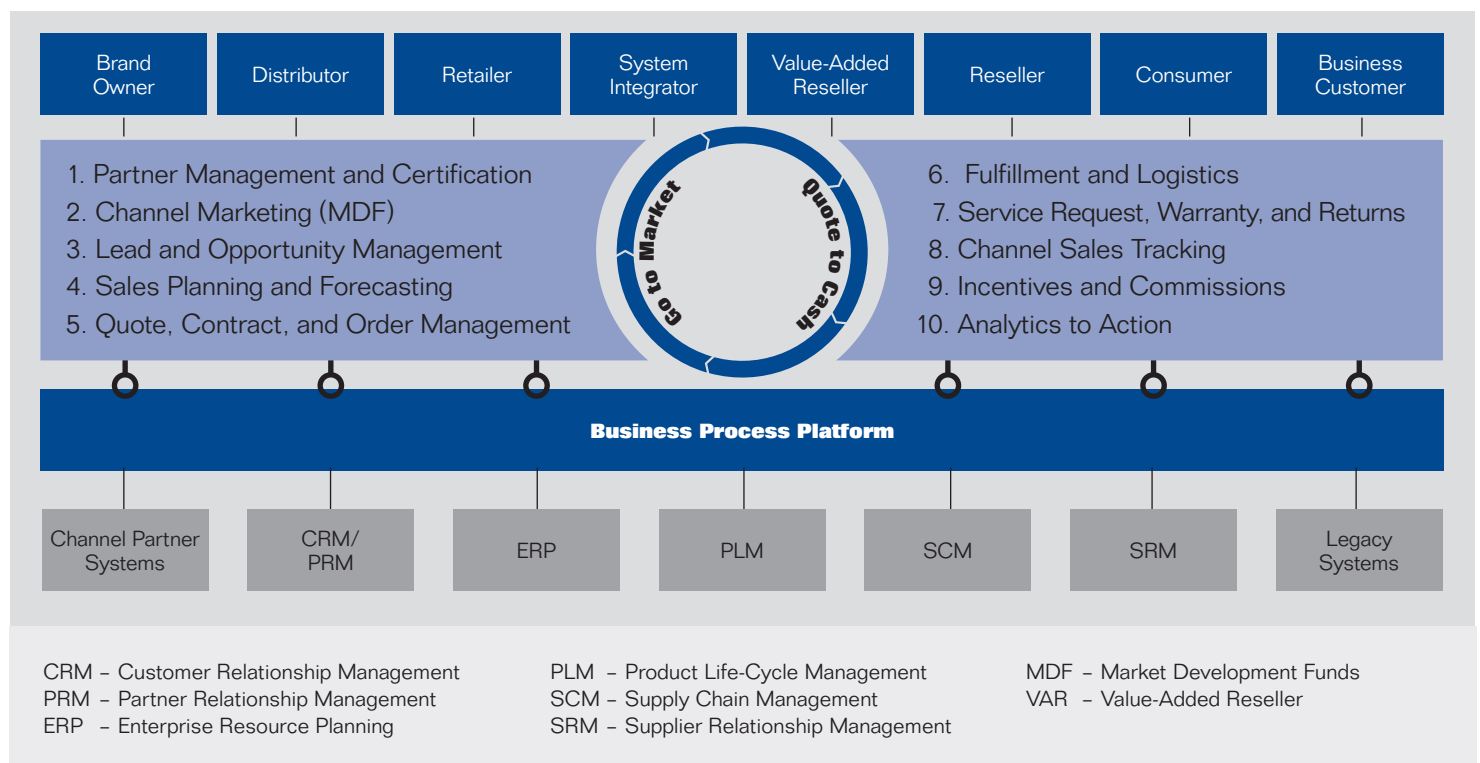 Brand
Owner
Distributor
Retailer
System
Integrator
Value-Added
Reseller
Reseller
Consumer
Business
Customer
1. Partner Management and Certification
2. Channel Marketing (MDF)
3. Lead and Opportunity Management
4. Sales Planning and Forecasting
5. Quote, Contract, and Order Management
Go to Market
Quote to Cash
6. Fulfillment and Logistics
7. Service Request, Warranty, and Returns
8. Channel Sales Tracking
9. Incentives and Commissions
10. Analytics to Action
Business Process Platform
Channel Partner
Systems
CRM/
PRM
ERP
PLM
SCM
SRM
Legacy
Systems
CRM – Customer Relationship Management
PRM – Partner Relationship Management
ERP – Enterprise Resource Planning
PLM – Product Life-Cycle Management
SCM – Supply Chain Management
SRM – Supplier Relationship Management
MDF – Market Development Funds
VAR – Value-Added Reseller